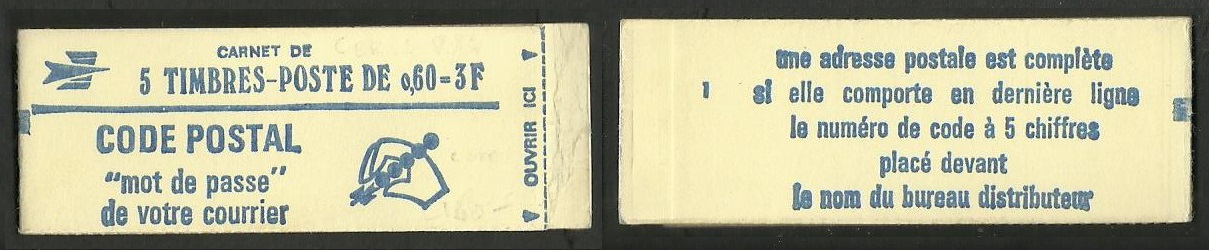 CARNET DE
5 TIMBRES-POSTE DE 0,60=3F
CODE POSTAL
"mot de passe"
de votre courrier
OUVRIR ICI
une adresse postale est complète
1 si elle comporte en dernière ligne
le numéro de code à 5 chiffres
placé devant
le nom du bureau distributeur